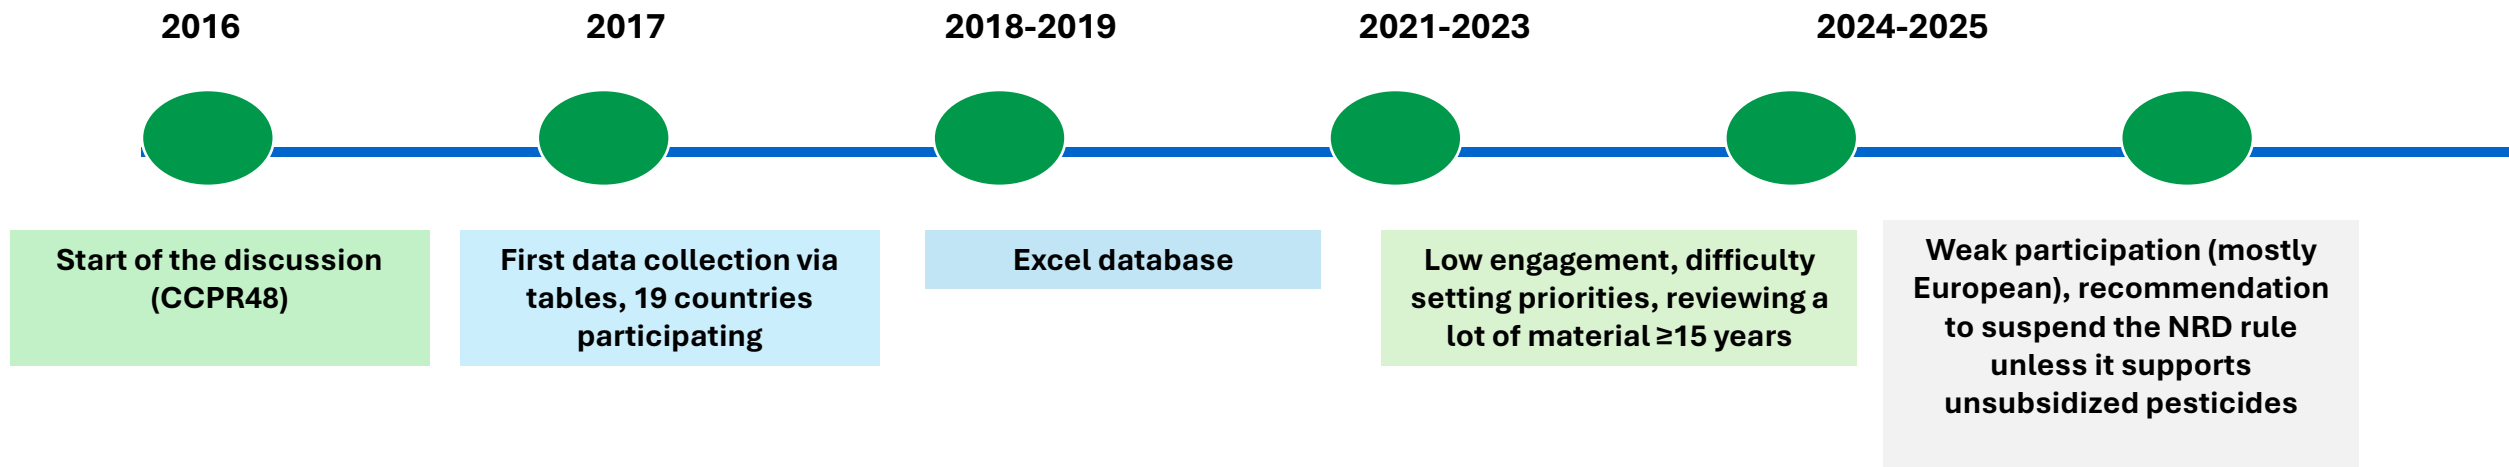 2016
2017
2018-2019
2021-2023
2024-2025
Start of the discussion
(CCPR48)
First data collection via
tables, 19 countries
participating
Excel database
Low engagement, difficulty
setting priorities, reviewing a
lot of material ≥15 years
Weak participation (mostly
European), recommendation
to suspend the NRD rule
unless it supports
unsubsidized pesticides